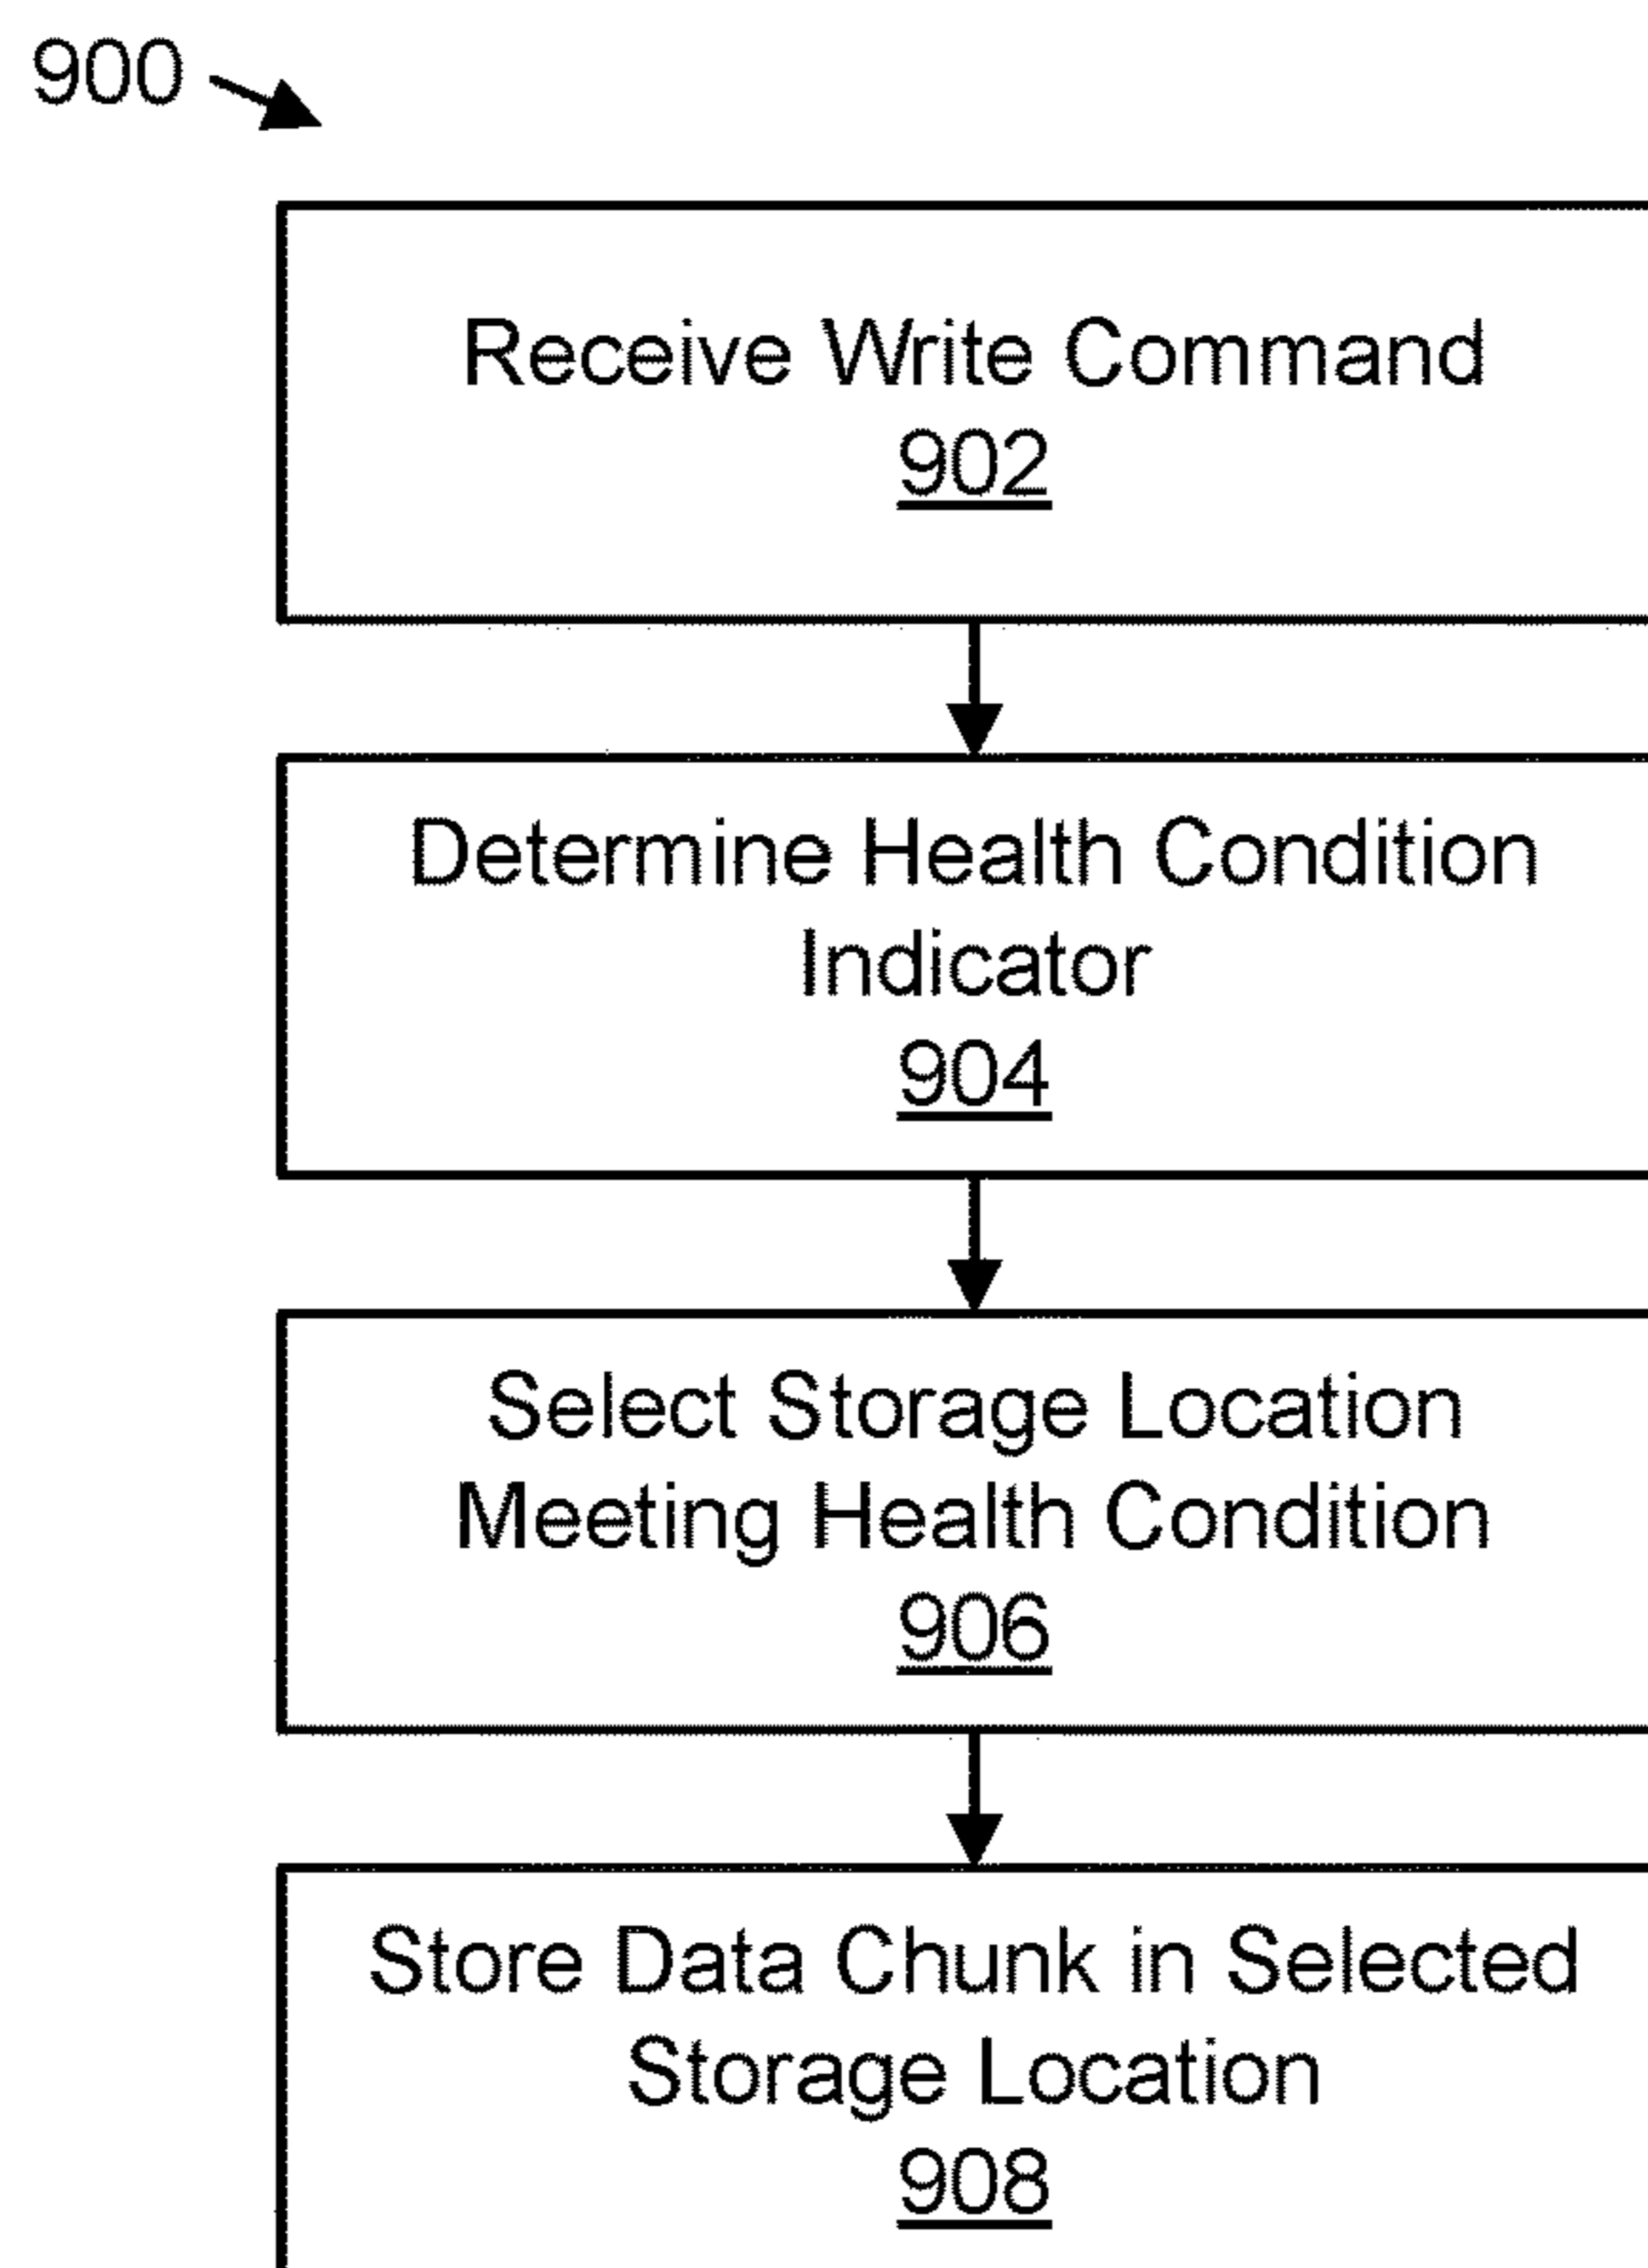 900
Receive Write Command
902
Determine Health Condition
Indicator
904
Select Storage Location
Meeting Health Condition
906
Store Data Chunk in Selected
Storage Location
908